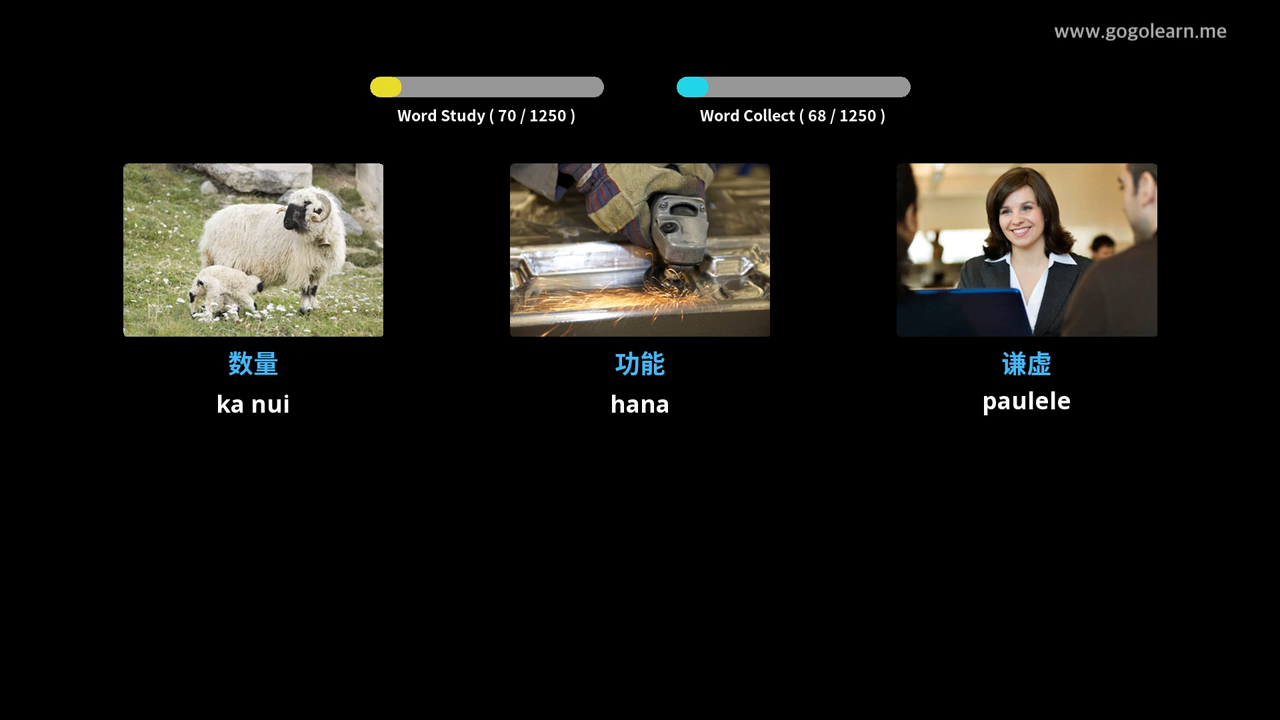 www.gogolearn.me
Word Study ( 70 / 1250 )
Word Collect ( 68 / 1250 )
数量
功能
谦虚
ka nui
hana
paulele